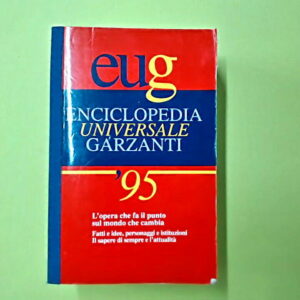 eug
ENCICLOPEDIA
UNIVERSALE
GARZANTI
'95
L'opera che fa il punto
sul mondo che cambia
Fatti e idee, personaggi e istituzioni
Il sapere di sempre e l'attualità